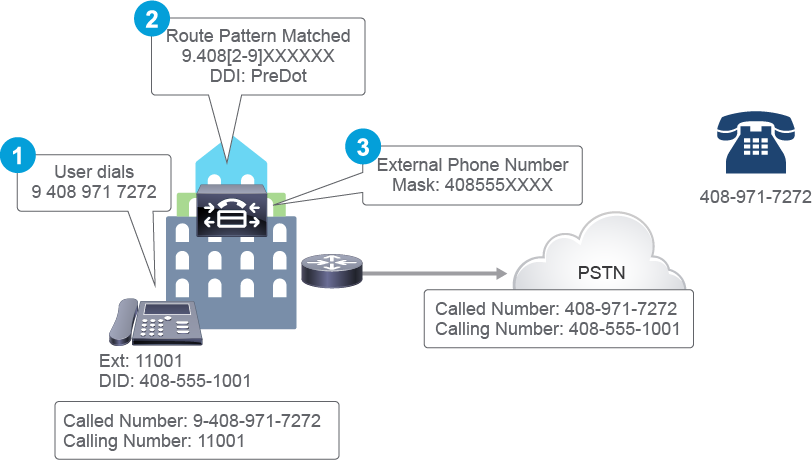 2
Route Pattern Matched
9.408[2-9]XXXXXX
DDI: PreDot
1
User dials
9 408 971 7272
3
External Phone Number
Mask: 408555XXXX
408-971-7272
PSTN
Called Number: 408-971-7272
Calling Number: 408-555-1001
Ext: 11001
DID: 408-555-1001
Called Number: 9-408-971-7272
Calling Number: 11001